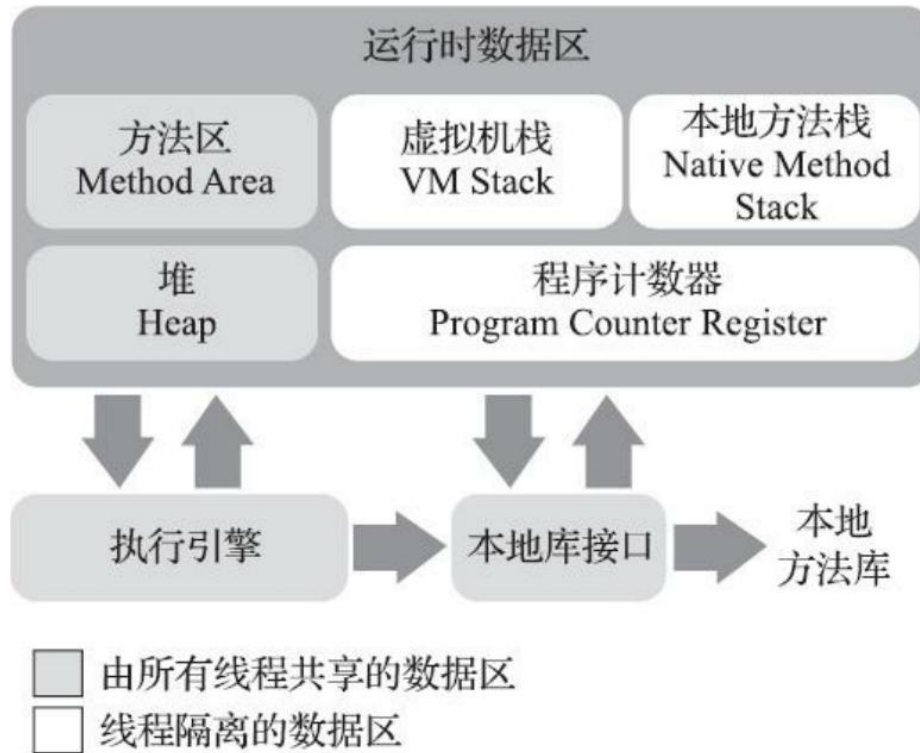 运行时数据区
方法区
Method Area
虚拟机栈
VM Stack
本地方法栈
Native Method
Stack
堆
Heap
程序计数器
Program Counter Register
执行引擎
本地库接口
本地
方法库
由所有线程共享的数据区
线程隔离的数据区